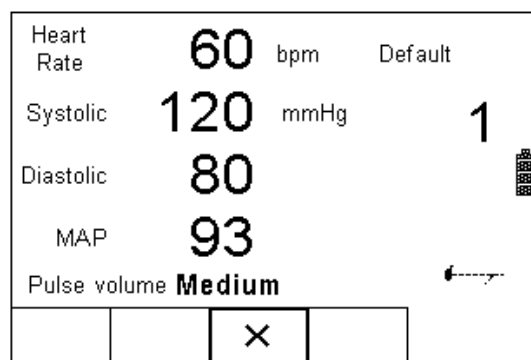 Heart Rate 60 bpm Default
Systolic 120 mmHg 1
Diastolic 80
MAP 93
Pulse volume Medium